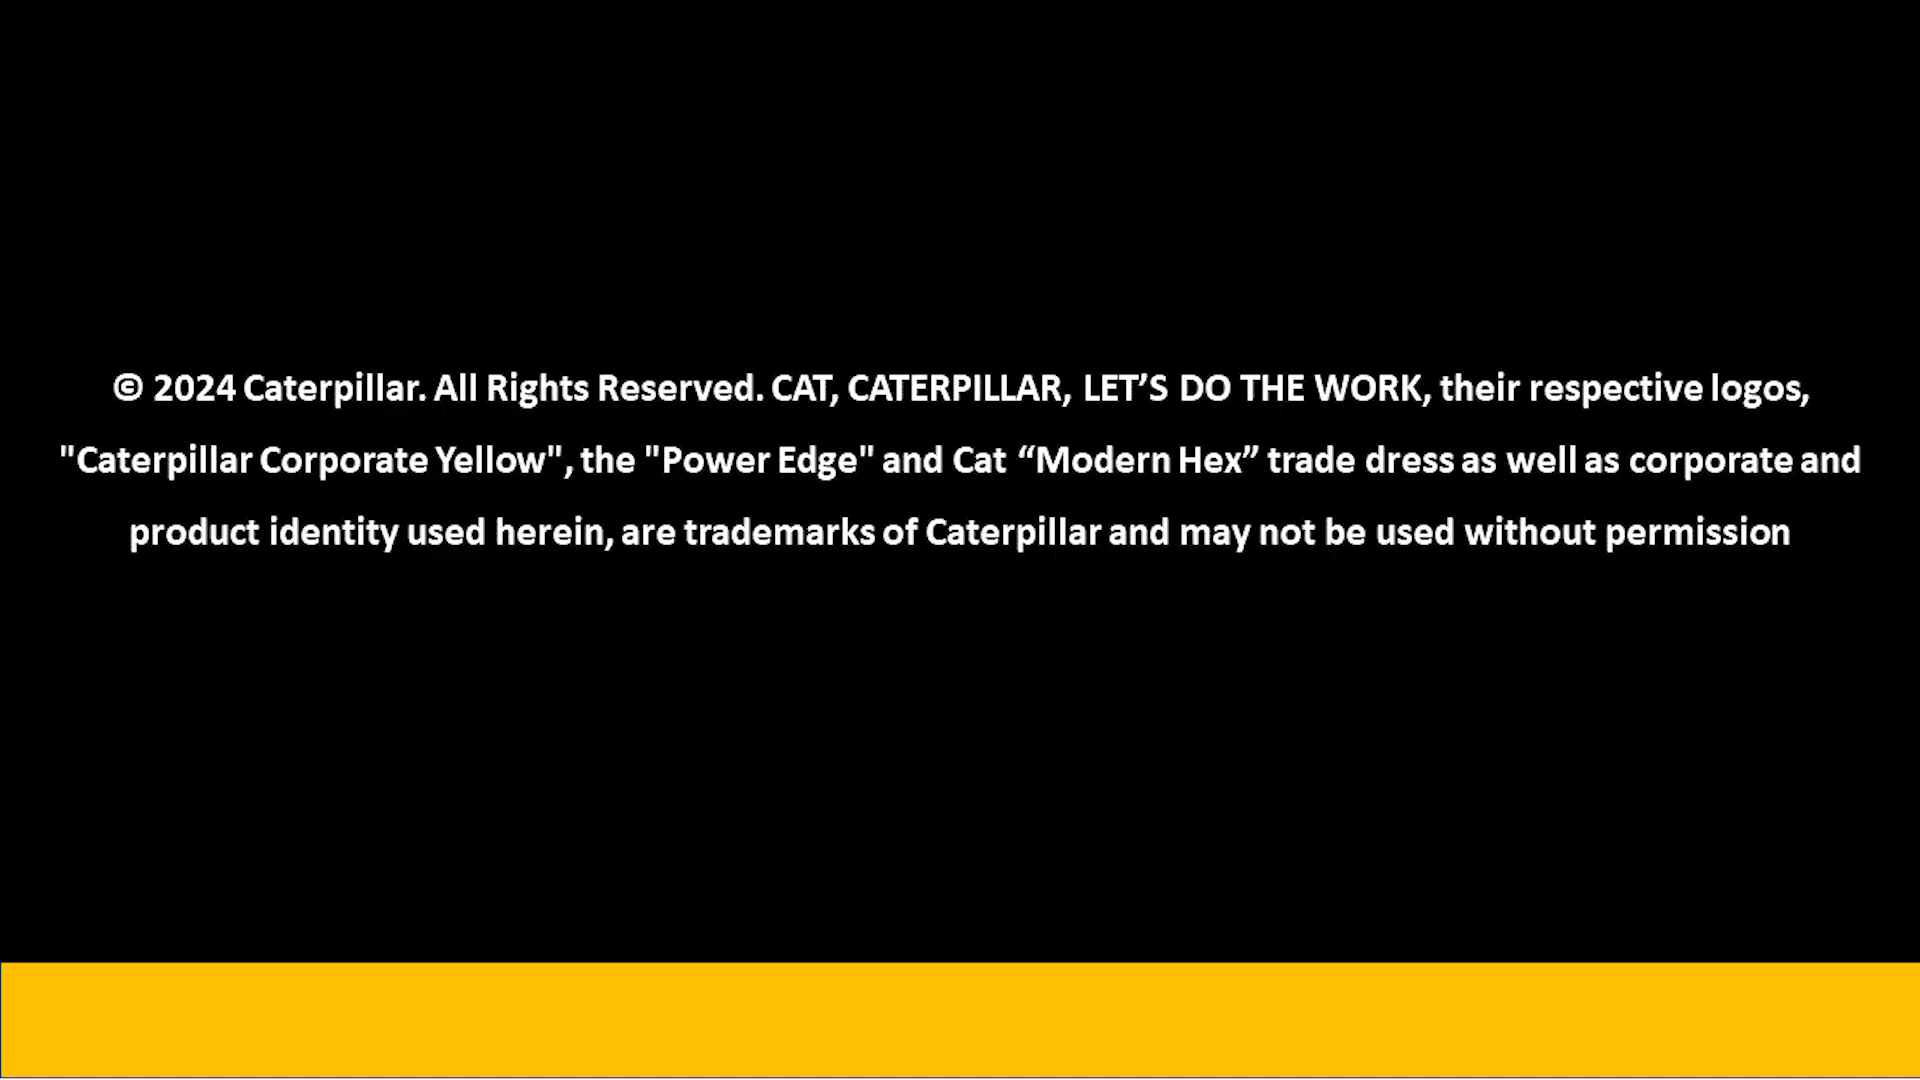 © 2024 Caterpillar. All Rights Reserved. CAT, CATERPILLAR, LET’S DO THE WORK, their respective logos,
"Caterpillar Corporate Yellow", the "Power Edge" and Cat “Modern Hex” trade dress as well as corporate and
product identity used herein, are trademarks of Caterpillar and may not be used without permission